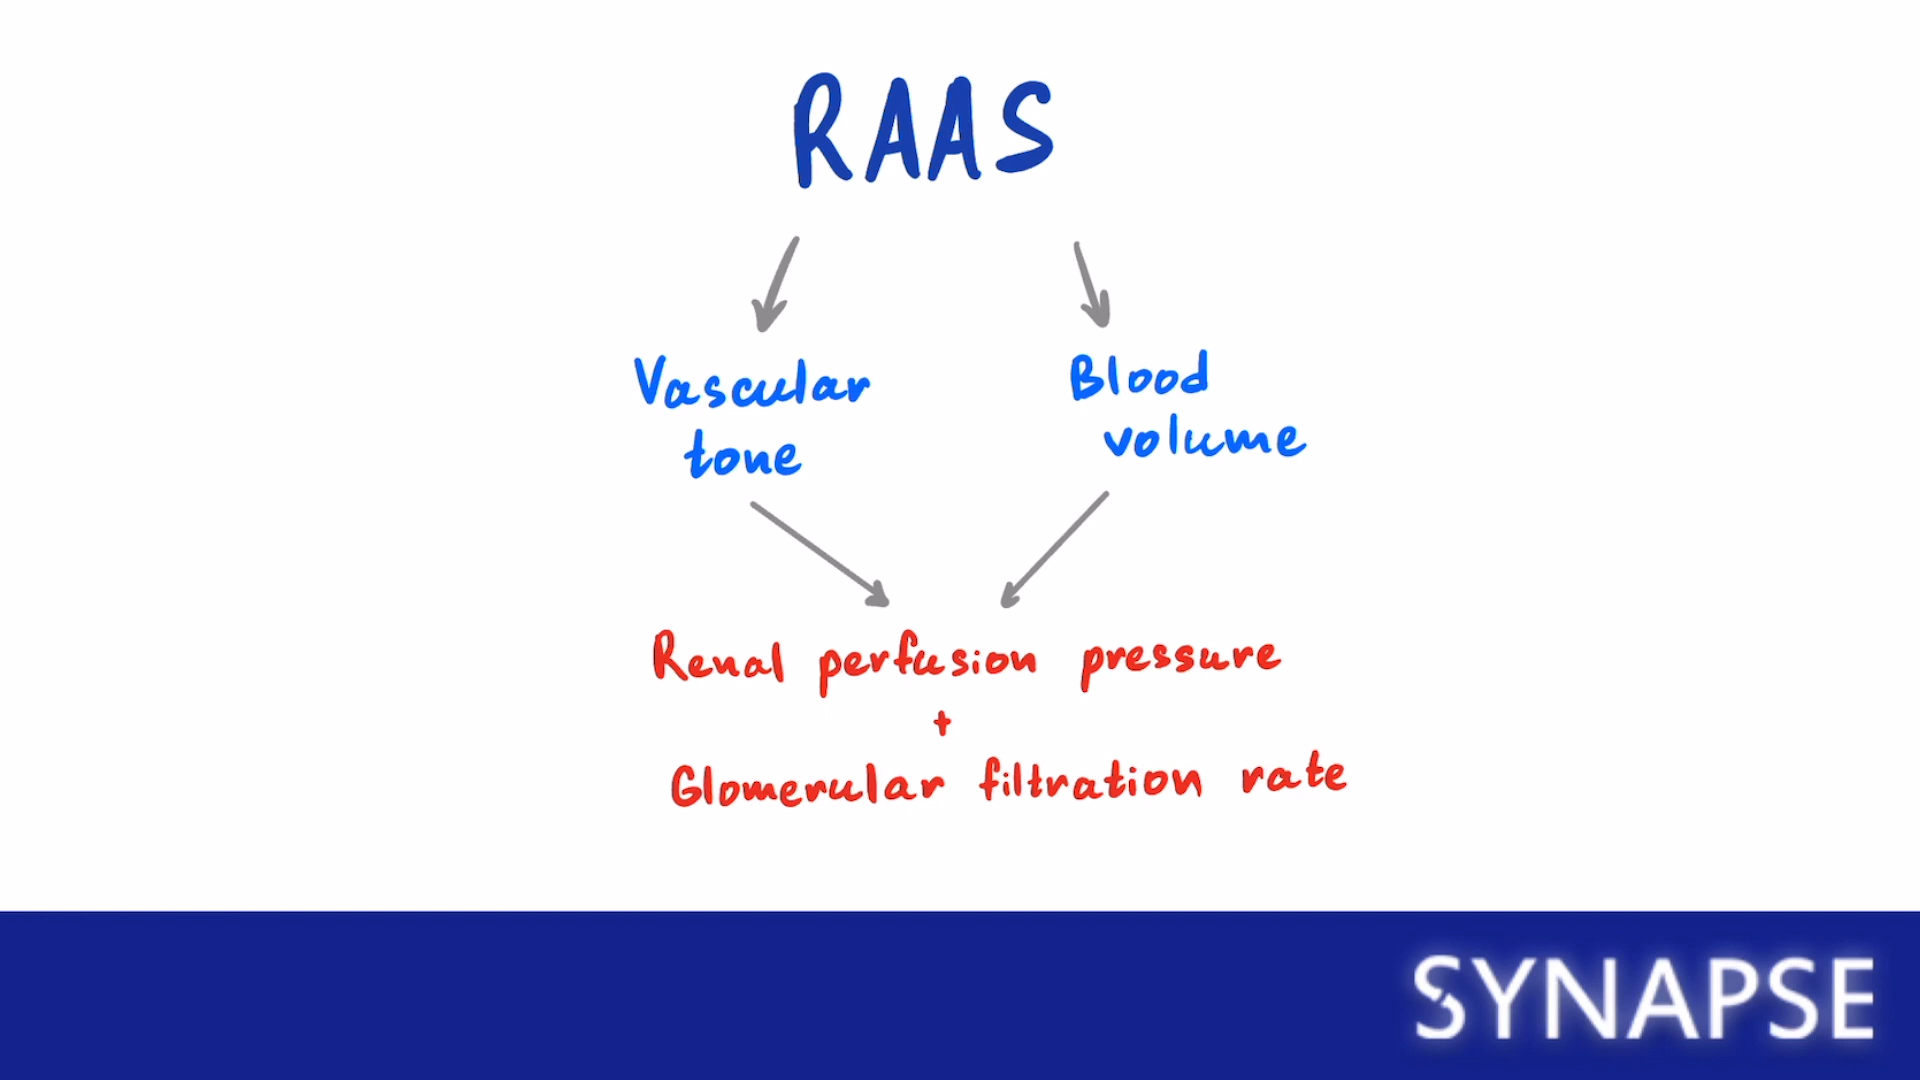 RAAS
Vascular
tone
Blood
volume
Renal perfusion pressure
+
Glomerular filtration rate
SYNAPSE